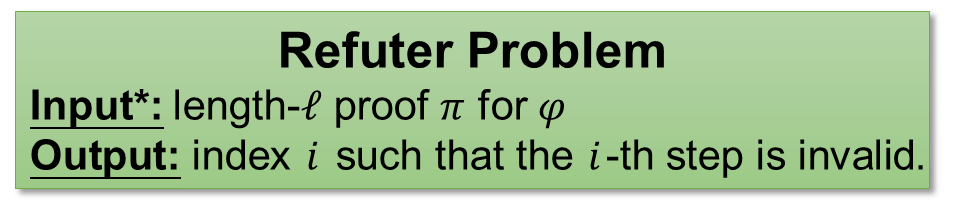 Refuter Problem
Input*: length-ℓ proof π for φ
Output: index i such that the i-th step is invalid.